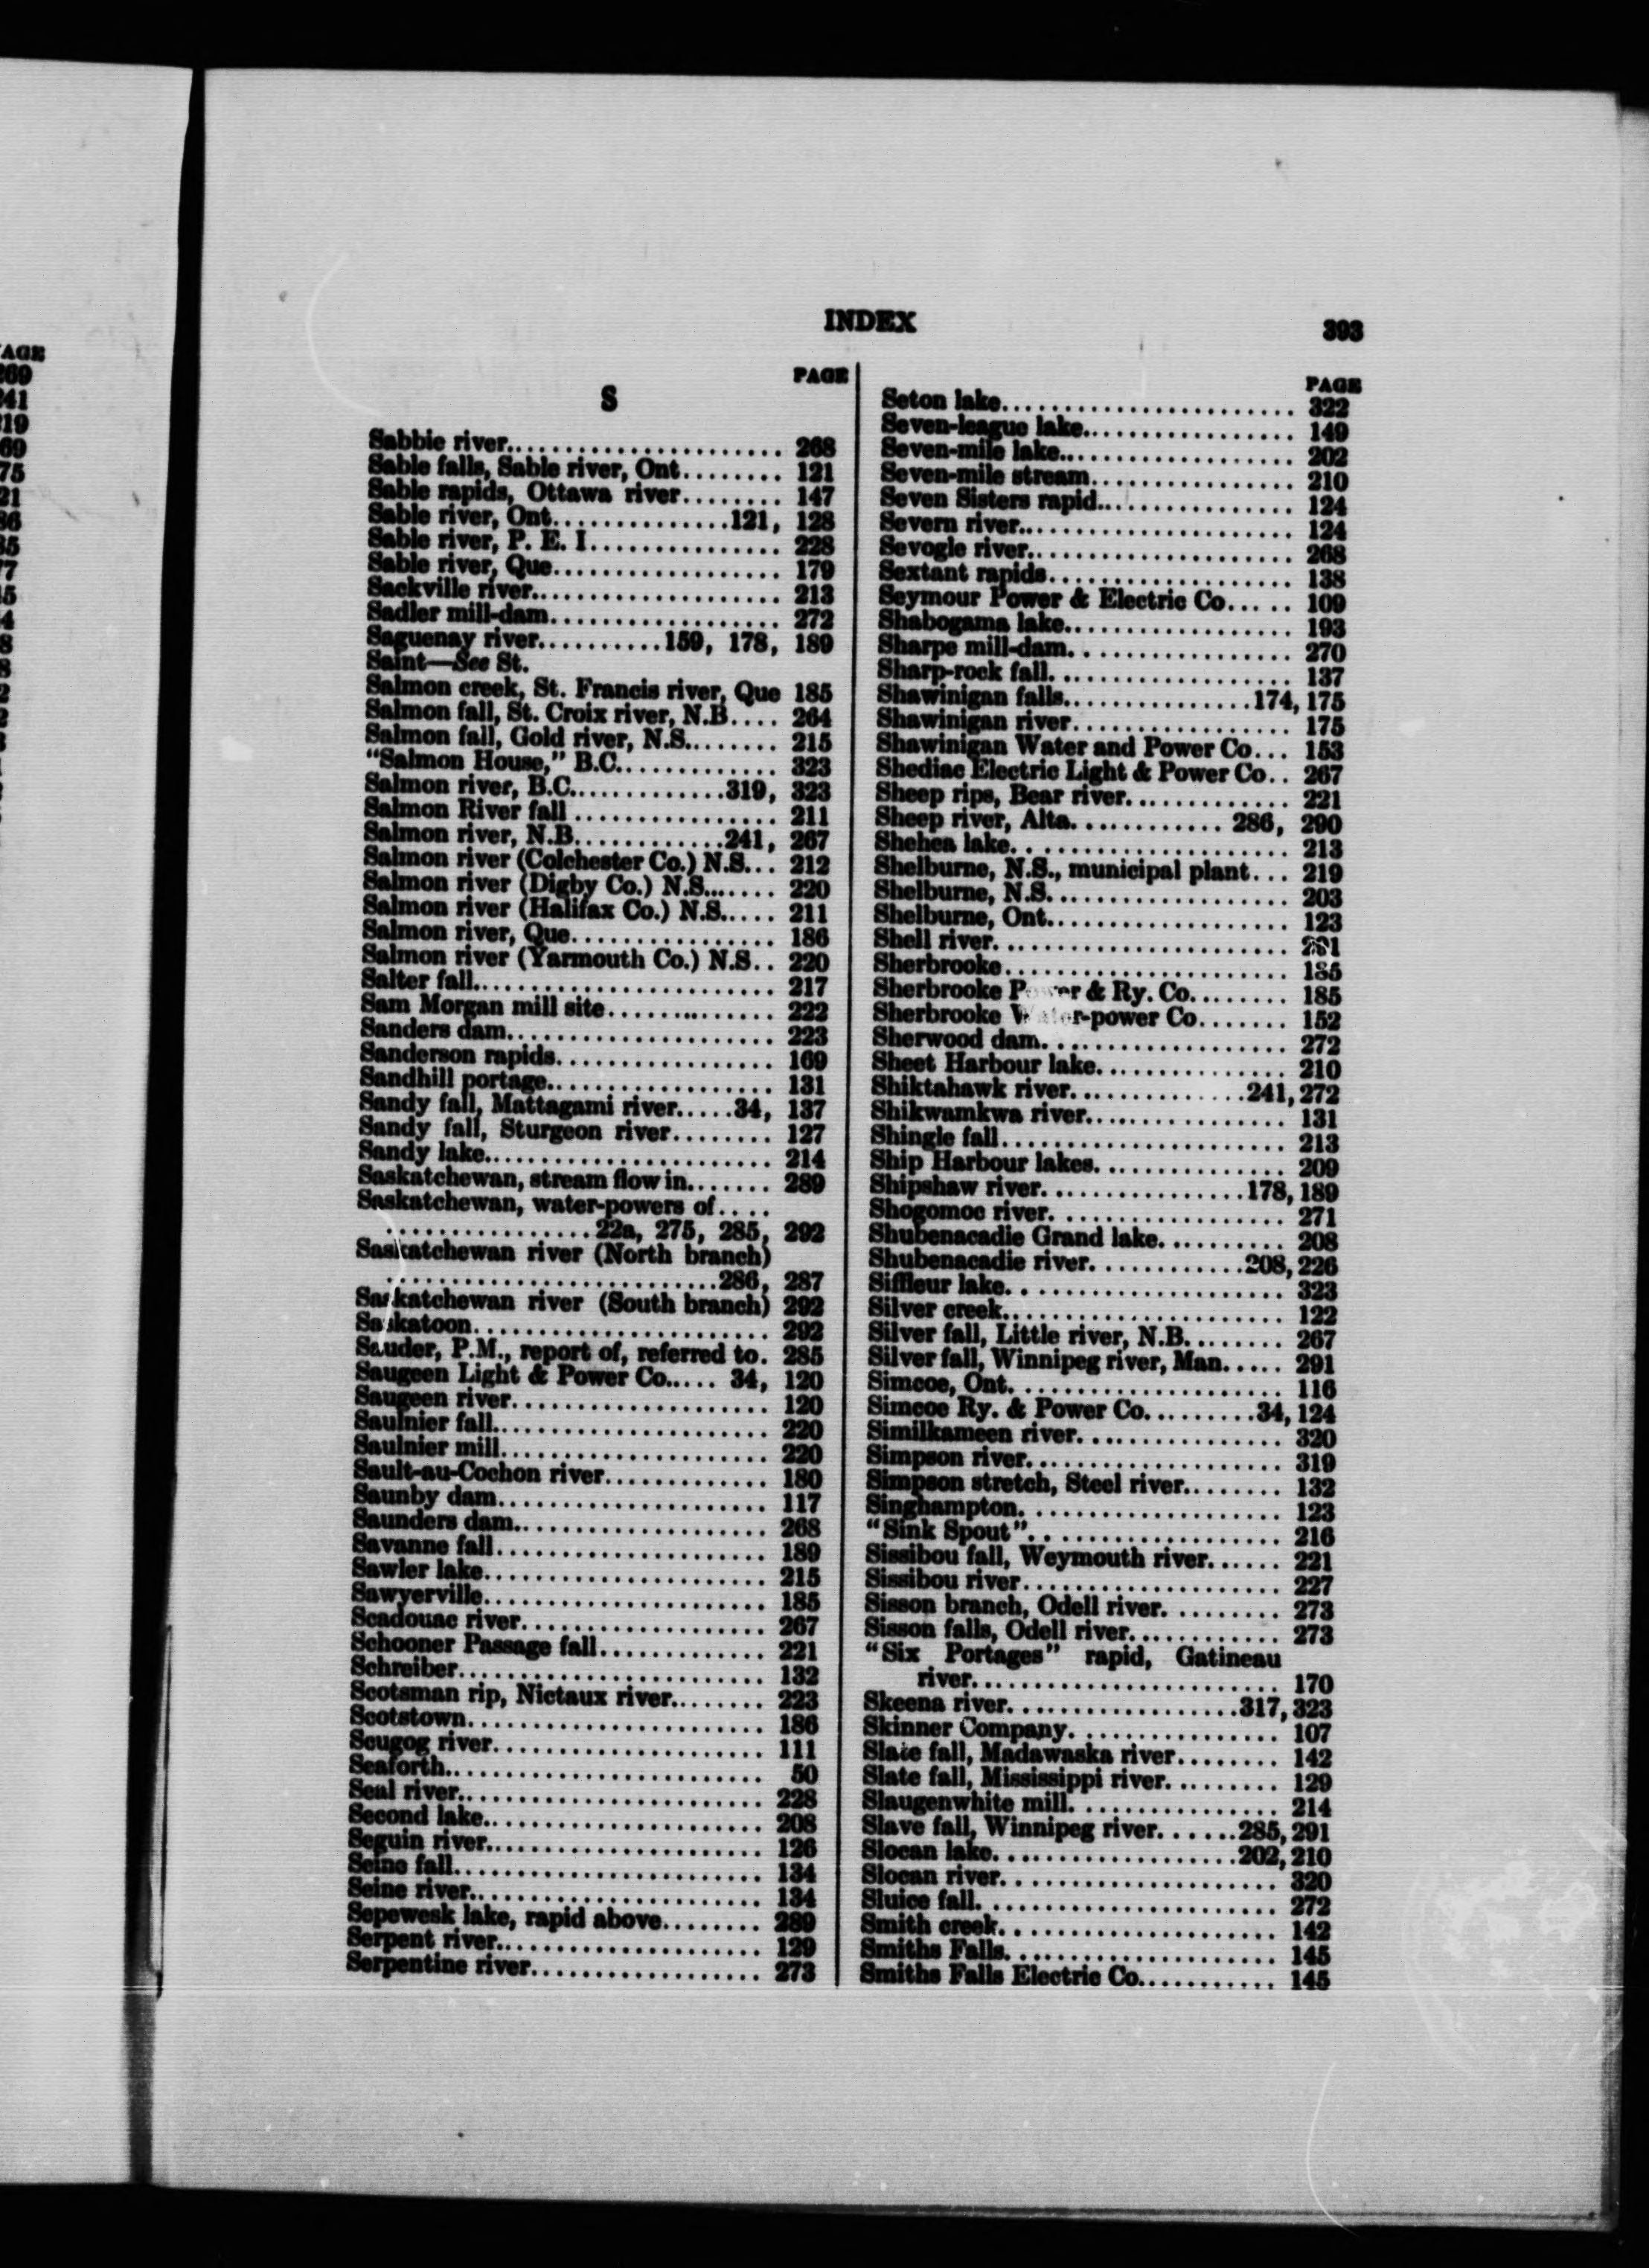 INDEX 393
PAGE
S
Sabbie river...................... 268
Sable falls, Sable river, Ont........ 121
Sable rapids, Ottawa river........ 147
Sable river, Ont..............121, 128
Sable river, P. E. I................ 228
Sable river, Que.................. 179
Sackville river.................... 213
Sadler mill-dam................... 272
Saguenay river..........159, 178, 189
Saint—See St.
Salmon creek, St. Francis river, Que 185
Salmon fall, St. Croix river, N.B.... 264
Salmon fall, Gold river, N.S........ 215
"Salmon House," B.C.............. 323
Salmon river, B.C.............319, 323
Salmon River fall ................. 211
Salmon river, N.B.............241, 267
Salmon river (Colchester Co.) N.S... 212
Salmon river (Digby Co.) N.S....... 220
Salmon river (Halifax Co.) N.S..... 211
Salmon river, Que................. 186
Salmon river (Yarmouth Co.) N.S.. 220
Salter fall......................... 217
Sam Morgan mill site.............. 222
Sanders dam...................... 223
Sanderson rapids.................. 169
Sandhill portage................... 131
Sandy fall, Mattagami river.....34, 137
Sandy fall, Sturgeon river........ 127
Sandy lake........................ 214
Saskatchewan, stream flow in....... 289
Saskatchewan, water-powers of....
.................22a, 275, 285, 292
Saskatchewan river (North branch)
...........................286, 287
Saskatchewan river (South branch) 292
Saskatoon........................ 292
Sauder, P.M., report of, referred to. 285
Saugeen Light & Power Co..... 34, 120
Saugeen river..................... 120
Saulnier fall....................... 220
Saulnier mill...................... 220
Sault-au-Cochon river............. 180
Saunby dam...................... 117
Saunders dam..................... 268
Savanne fall...................... 189
Sawler lake....................... 215
Sawyerville....................... 185
Scadouac river.................... 267
Schooner Passage fall............. 221
Schreiber......................... 132
Scotsman rip, Nictaux river........ 223
Scotstown........................ 186
Scugog river...................... 111
Seaforth.......................... 50
Seal river......................... 228
Second lake....................... 208
Seguin river....................... 126
Seine fall......................... 134
Seine river........................ 134
Sepewesk lake, rapid above........ 289
Serpent river...................... 129
Serpentine river................... 273
PAGE
Seton lake........................ 322
Seven-league lake................. 149
Seven-mile lake................... 202
Seven-mile stream................. 210
Seven Sisters rapid................ 124
Severn river...................... 124
Sevogle river...................... 268
Sextant rapids.................... 138
Seymour Power & Electric Co..... 109
Shabogama lake................... 193
Sharpe mill-dam.................. 270
Sharp-rock fall.................... 137
Shawinigan falls...............174, 175
Shawinigan river.................. 175
Shawinigan Water and Power Co... 153
Shediac Electric Light & Power Co.. 267
Sheep rips, Bear river............. 221
Sheep river, Alta............ 286, 290
Shehea lake....................... 213
Shelburne, N.S., municipal plant... 219
Shelburne, N.S.................... 203
Shelburne, Ont.................... 123
Shell river........................
Sherbrooke....................... 185
Sherbrooke Power & Ry. Co........ 185
Sherbrooke Water-power Co....... 152
Sherwood dam.................... 272
Sheet Harbour lake............... 210
Shiktahawk river..............241, 272
Shikwamkwa river................ 131
Shingle fall....................... 213
Ship Harbour lakes............... 209
Shipshaw river................178, 189
Shogomoc river................... 271
Shubenacadie Grand lake.......... 208
Shubenacadie river............208, 226
Siffleur lake....................... 323
Silver creek....................... 122
Silver fall, Little river, N.B........ 267
Silver fall, Winnipeg river, Man..... 291
Simcoe, Ont...................... 116
Simcoe Ry. & Power Co.........34, 124
Similkameen river................. 320
Simpson river..................... 319
Simpson stretch, Steel river........ 132
Singhampton..................... 123
"Sink Spout"..................... 216
Sissibou fall, Weymouth river...... 221
Sissibou river..................... 227
Sisson branch, Odell river......... 273
Sisson falls, Odell river............ 273
"Six Portages" rapid, Gatineau
river......................... 170
Skeena river...................317, 323
Skinner Company................. 107
Slate fall, Madawaska river........ 142
Slate fall, Mississippi river......... 129
Slaugenwhite mill................. 214
Slave fall, Winnipeg river......285, 291
Slocan lake....................202, 210
Slocan river...................... 320
Sluice fall........................ 272
Smith creek...................... 142
Smiths Falls...................... 145
Smiths Falls Electric Co........... 145